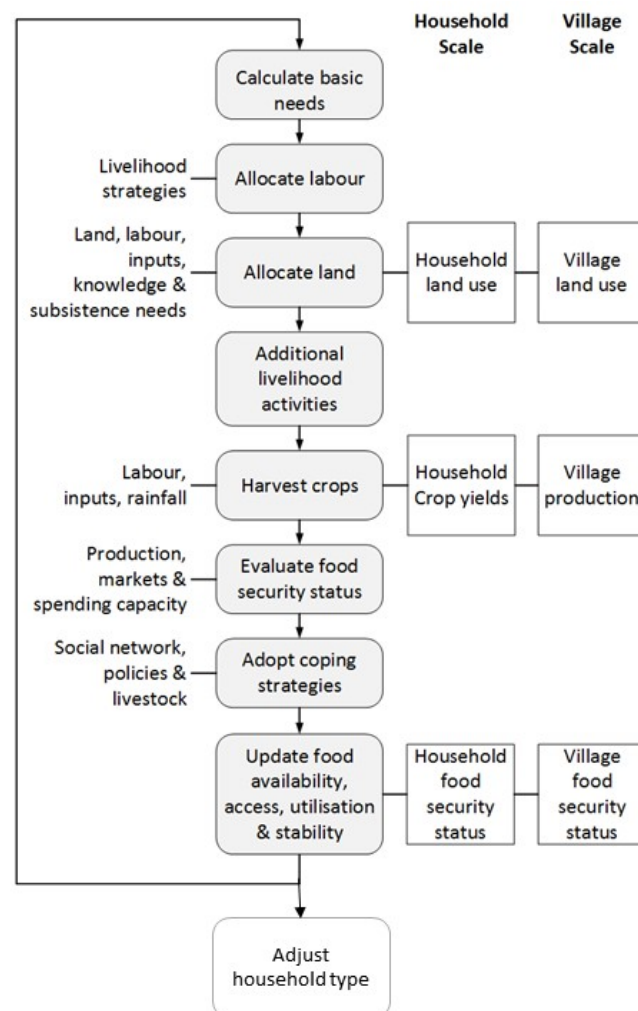 Household
Scale
Village
Scale
Calculate basic
needs
Livelihood
strategies
Allocate labour
Land, labour,
inputs,
knowledge &
subsistence needs
Allocate land
Household
land use
Village
land use
Additional
livelihood
activities
Labour,
inputs, rainfall
Harvest crops
Household
Crop yields
Village
production
Production,
markets &
spending capacity
Evaluate food
security status
Social network,
policies &
livestock
Adopt coping
strategies
Update food
availability,
access, utilisation
& stability
Household
food
security
status
Village
food
security
status
Adjust
household type